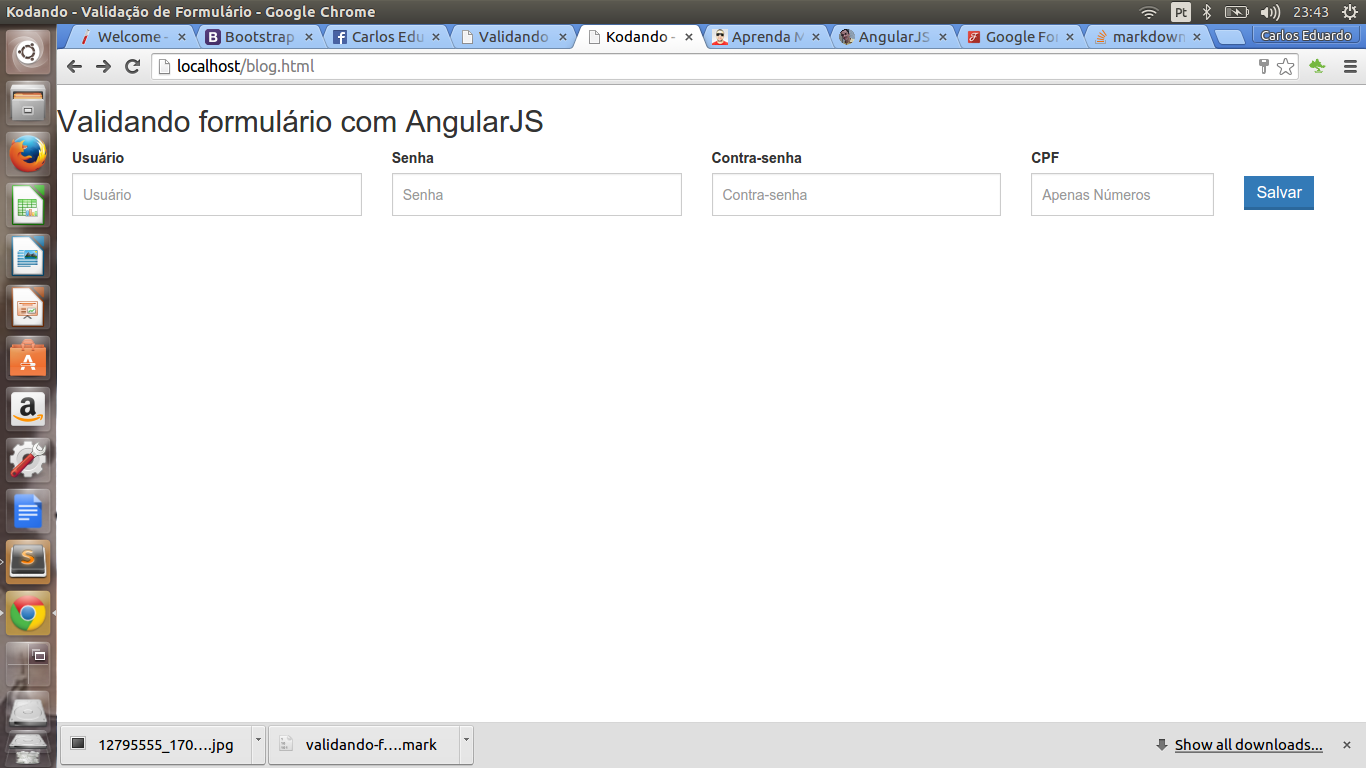 Kodando - Validação de Formulário - Google Chrome
Pt
23:43
Welcome -
Bootstrap
Carlos Edu
Validando
Kodando -
Aprenda M
AngularJS
Google For
markdown
Carlos Eduardo
localhost/blog.html
Validando formulário com AngularJS
Usuário
Senha
Contra-senha
CPF
Usuário
Senha
Contra-senha
Apenas Números
Salvar
12795555_170....jpg
validando-f....mark
Show all downloads...